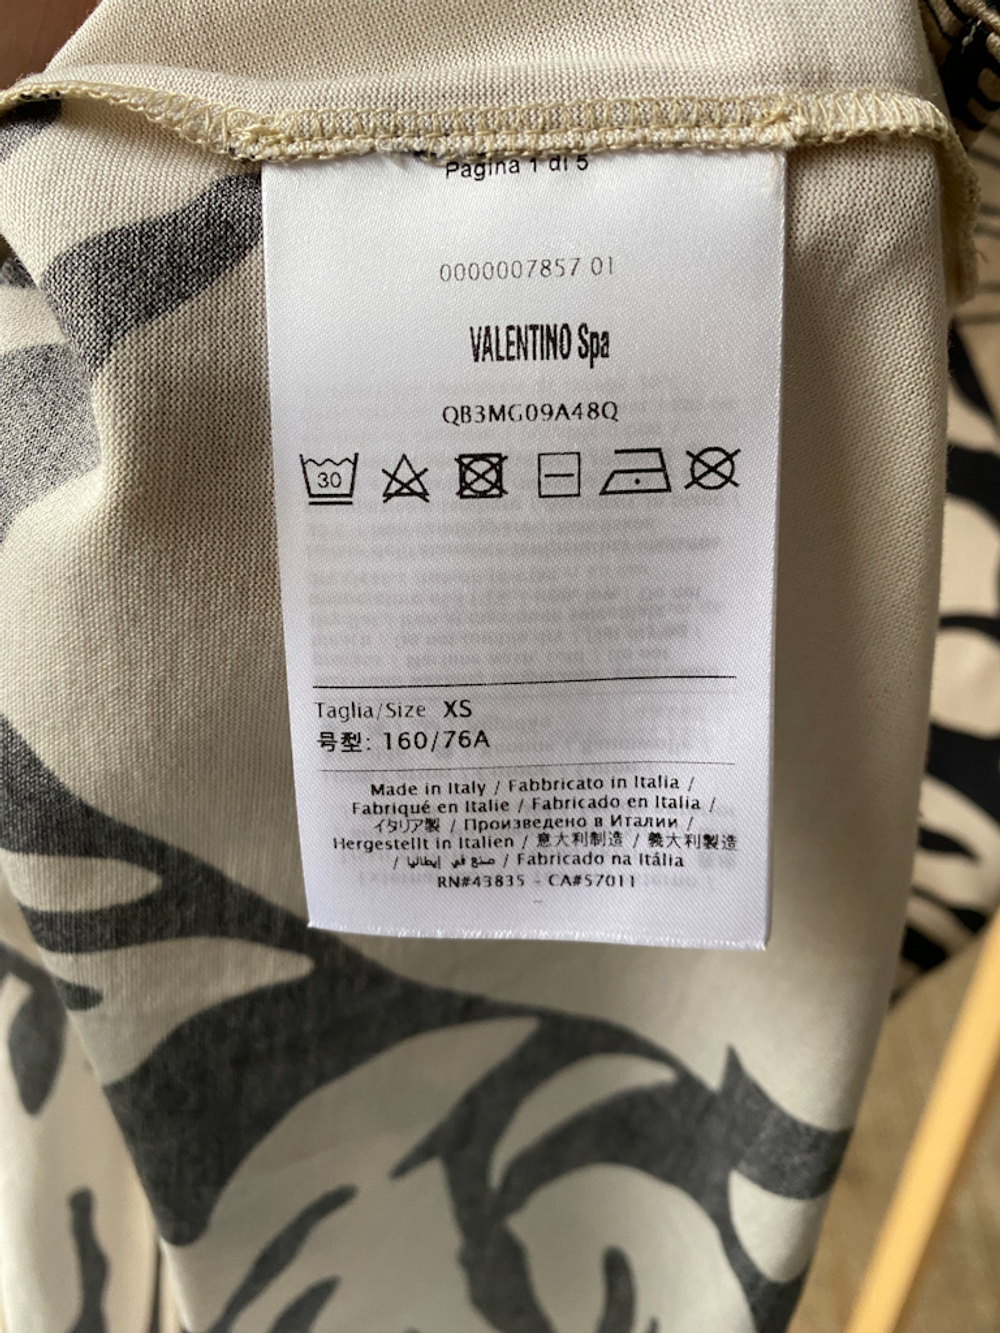 Pagina 1 di 5
0000007857 01
VALENTINO Spa
QB3MG09A48Q
30
Taglia/Size XS
号型: 160/76A
Made in Italy / Fabbricato in Italia /
Fabriqué en Italie / Fabricado en Italia /
イタリア製 / Произведено в Италии /
Hergestellt in Italien / 意大利制造 / 義大利製造
/ صنع في إيطاليا / Fabricado na Itália
RN#43835 - CA#57011